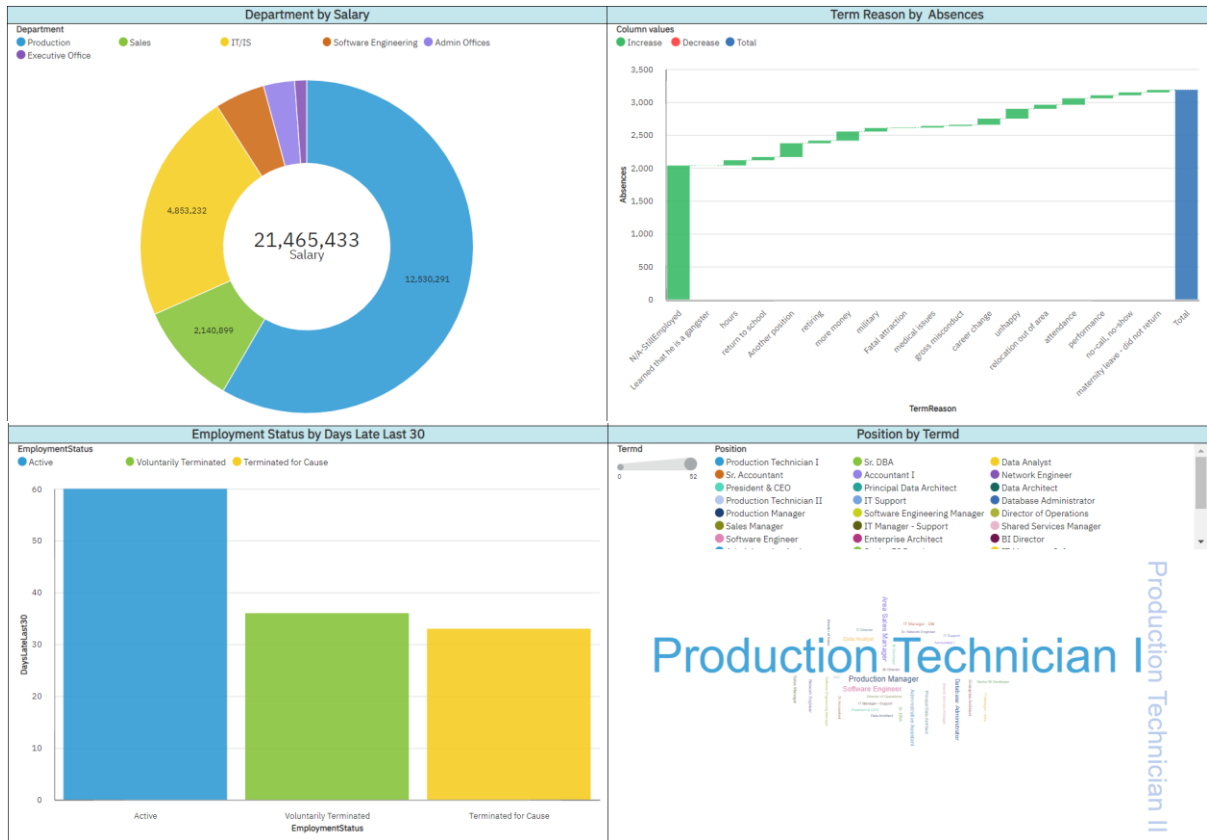 Department by Salary
Department
Production Sales IT/IS Software Engineering Admin Offices
Executive Office
4,853,232
21,465,433
Salary
12,530,291
2,140,899
Term Reason by Absences
Column values
Increase Decrease Total
3,500
3,000
2,500
2,000
1,500
1,000
500
0
Absences
N/A-StillEmployed
Learned that he is a gangster
hours
return to school
Another position
retiring
more money
military
Fatal attraction
medical issues
gross misconduct
career change
unhappy
relocation out of area
attendance
performance
no-call, no-show
maternity leave - did not return
Total
TermReason
Employment Status by Days Late Last 30
EmploymentStatus
Active Voluntarily Terminated Terminated for Cause
60
50
40
30
20
10
0
DaysLateLast30
Active Voluntarily Terminated Terminated for Cause
EmploymentStatus
Position by Termd
Termd
0 52
Position
Production Technician I Sr. DBA Data Analyst
Sr. Accountant Accountant I Network Engineer
President & CEO Principal Data Architect Data Architect
Production Technician II IT Support Database Administrator
Production Manager Software Engineering Manager Director of Operations
Sales Manager IT Manager - Support Shared Services Manager
Software Engineer Enterprise Architect BI Director
Production Technician I
Production Technician II
Area Sales Manager
Data Analyst
Production Manager
Software Engineer
Administrative Assistant
Database Administrator